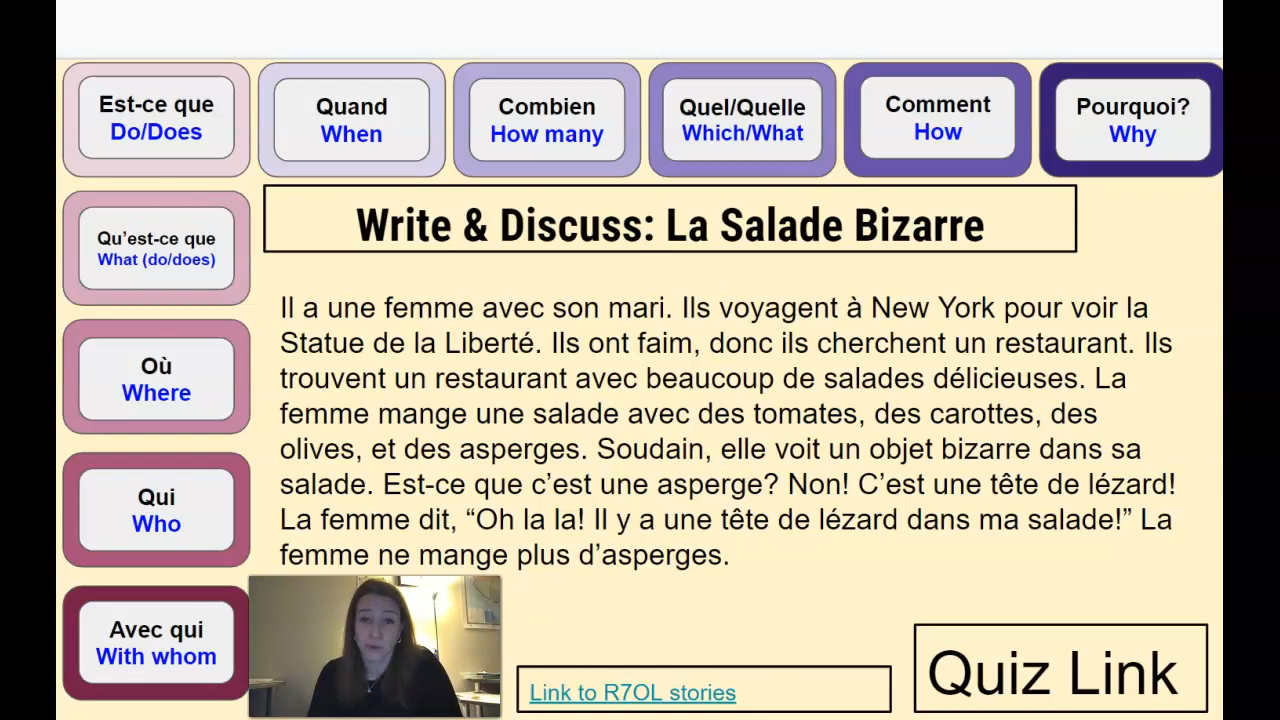 Est-ce que
Do/Does
Quand
When
Combien
How many
Quel/Quelle
Which/What
Comment
How
Pourquoi?
Why
Qu'est-ce que
What (do/does)
Où
Where
Qui
Who
Avec qui
With whom
Write & Discuss: La Salade Bizarre
Il a une femme avec son mari. Ils voyagent à New York pour voir la
Statue de la Liberté. Ils ont faim, donc ils cherchent un restaurant. Ils
trouvent un restaurant avec beaucoup de salades délicieuses. La
femme mange une salade avec des tomates, des carottes, des
olives, et des asperges. Soudain, elle voit un objet bizarre dans sa
salade. Est-ce que c'est une asperge? Non! C'est une tête de lézard!
La femme dit, “Oh la la! Il y a une tête de lézard dans ma salade!” La
femme ne mange plus d'asperges.
Link to R7OL stories
Quiz Link